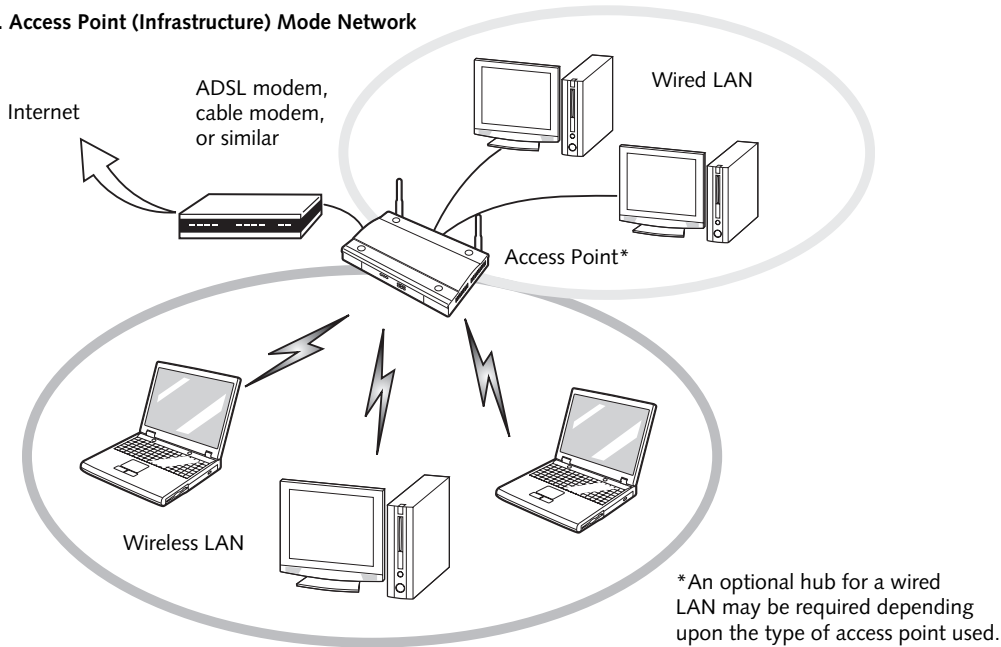 . Access Point (Infrastructure) Mode Network
Internet
ADSL modem,
cable modem,
or similar
Wired LAN
Access Point*
Wireless LAN
*An optional hub for a wired
LAN may be required depending
upon the type of access point used.